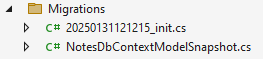 Migrations
C# 20250131121215_init.cs
C# NotesDbContextModelSnapshot.cs